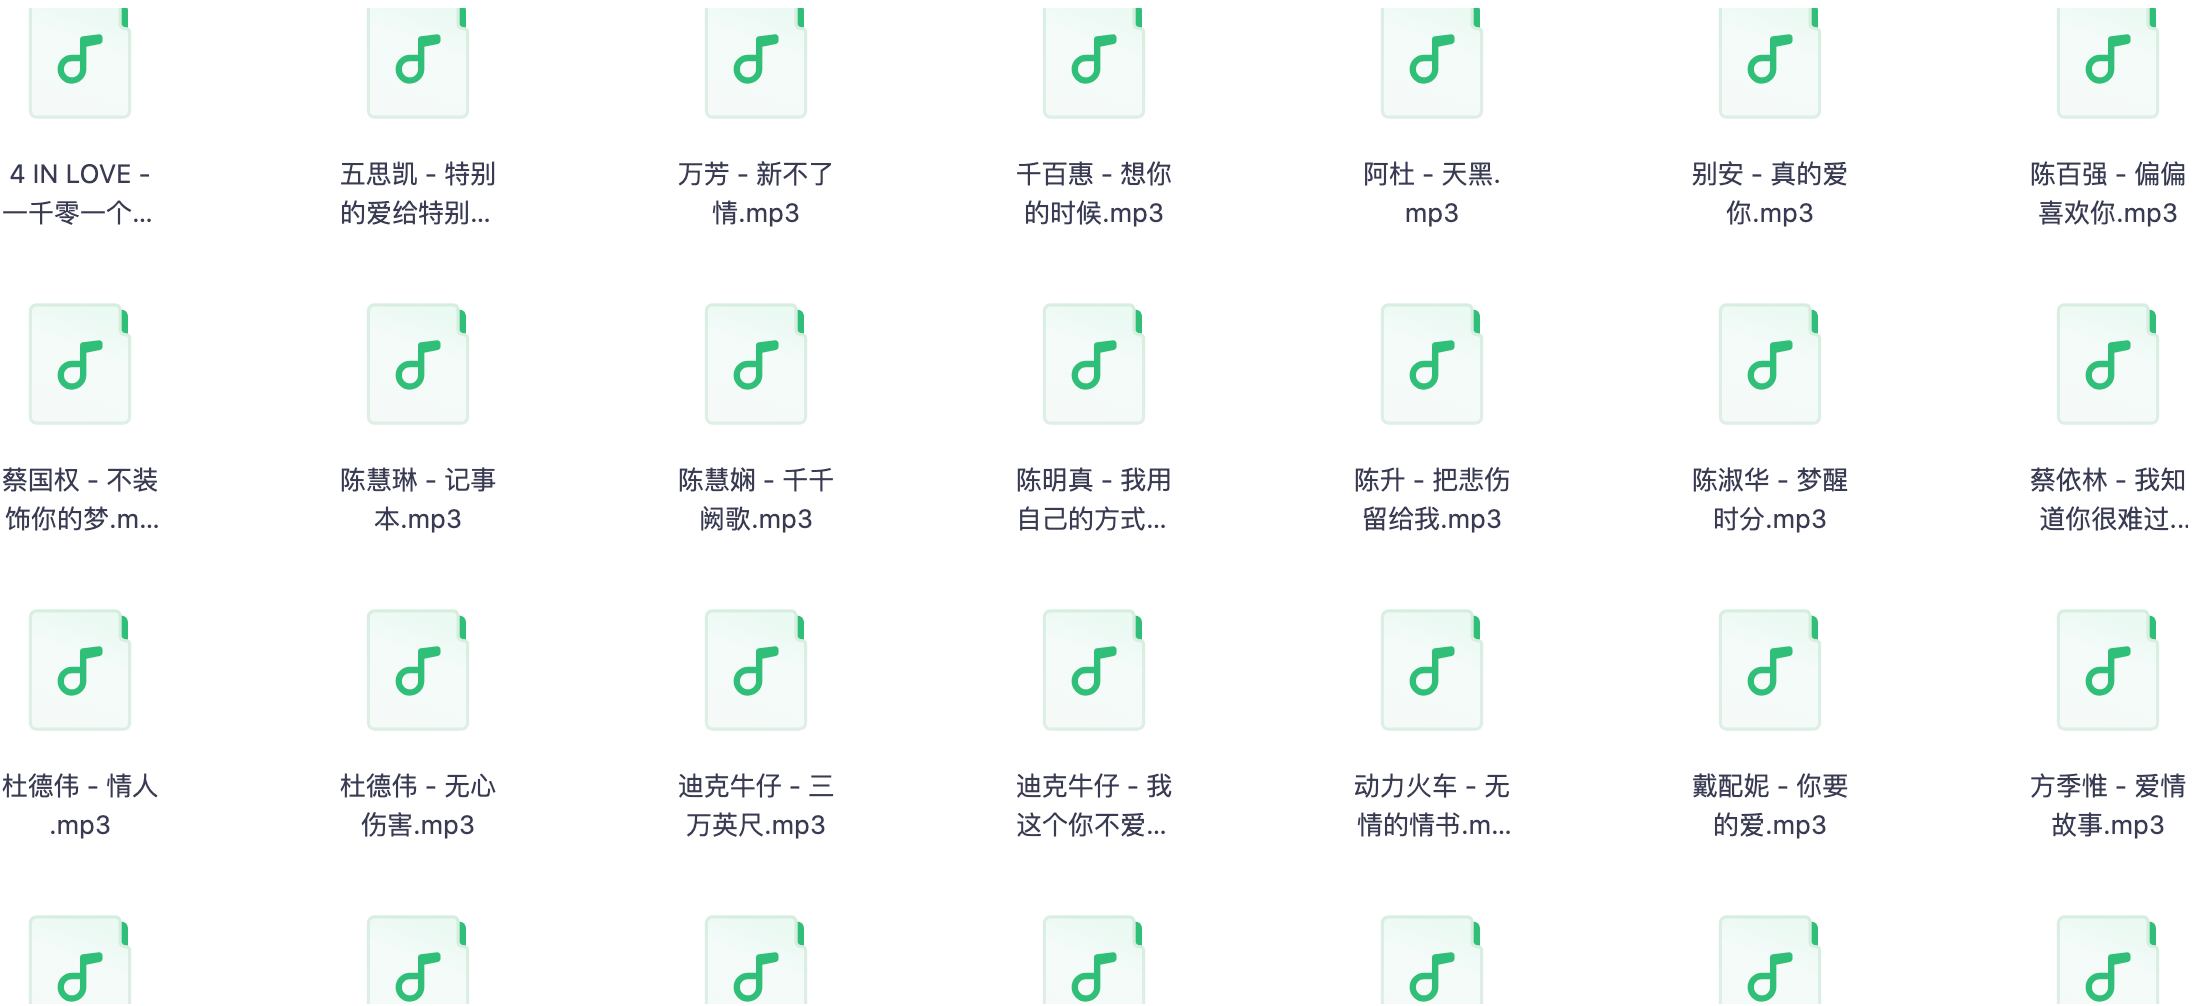 4 IN LOVE -
一千零一个...
五思凯 - 特别
的爱给特别...
万芳 - 新不了
情.mp3
千百惠 - 想你
的时候.mp3
阿杜 - 天黑.
mp3
别安 - 真的爱
你.mp3
陈百强 - 偏偏
喜欢你.mp3
蔡国权 - 不装
饰你的梦.m...
陈慧琳 - 记事
本.mp3
陈慧娴 - 千千
阙歌.mp3
陈明真 - 我用
自己的方式...
陈升 - 把悲伤
留给我.mp3
陈淑华 - 梦醒
时分.mp3
蔡依林 - 我知
道你很难过...
杜德伟 - 情人
.mp3
杜德伟 - 无心
伤害.mp3
迪克牛仔 - 三
万英尺.mp3
迪克牛仔 - 我
这个你不爱...
动力火车 - 无
情的情书.m...
戴配妮 - 你要
的爱.mp3
方季惟 - 爱情
故事.mp3